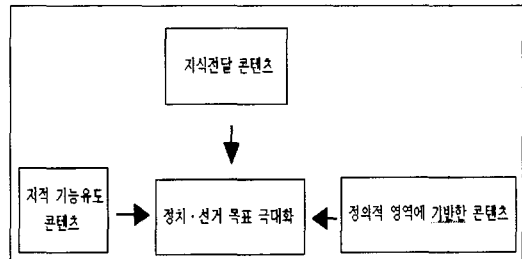 지식전달 콘텐츠
지적 기능유도
콘텐츠
정치·선거 목표 극대화
정의적 영역에 기반한 콘텐츠